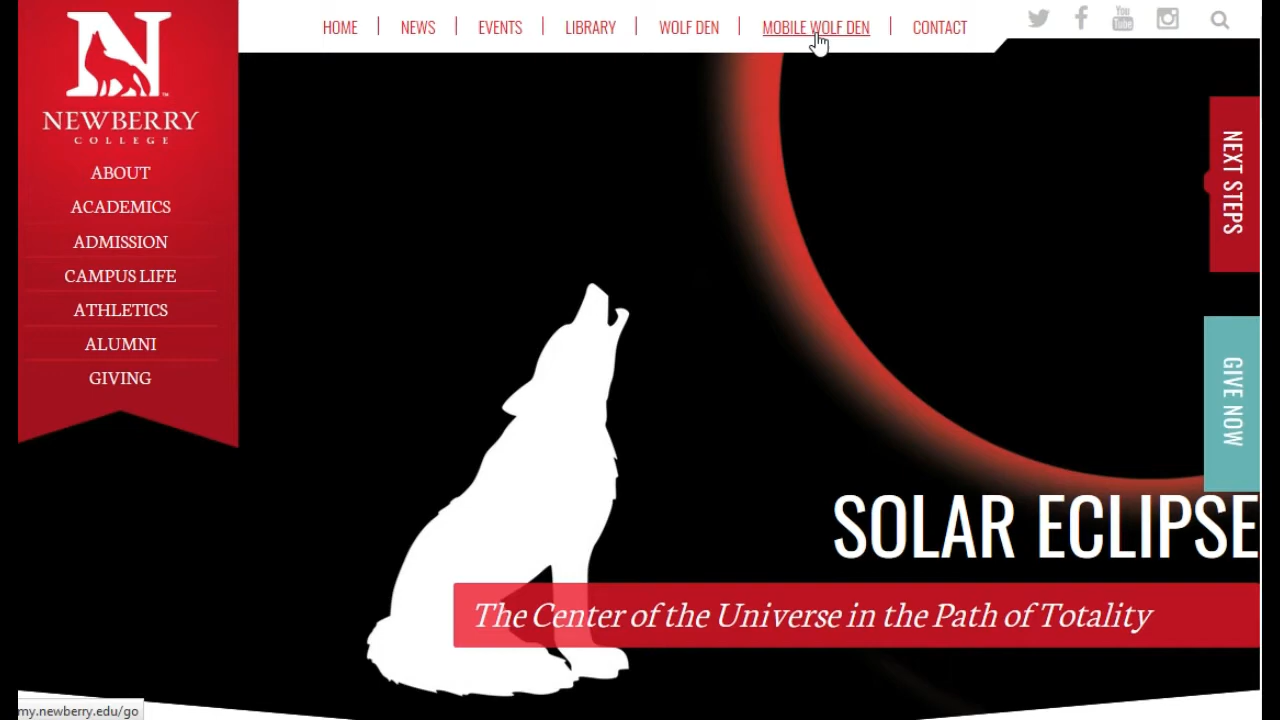 HOME
NEWS
EVENTS
LIBRARY
WOLF DEN
MOBILE WOLF DEN
CONTACT
You
Tube
N
NEWBERRY
COLLEGE
ABOUT
ACADEMICS
ADMISSION
CAMPUS LIFE
ATHLETICS
ALUMNI
GIVING
NEXT STEPS
GIVE NOW
SOLAR ECLIPSE
The Center of the Universe in the Path of Totality
my.newberry.edu/go